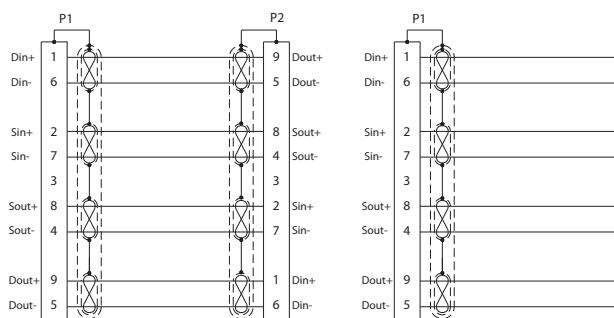 P1 P2 P1
Din+ 1 9 Dout+ Din+ 1
Din- 6 5 Dout- Din- 6
Sin+ 2 8 Sout+ Sin+ 2
Sin- 7 4 Sout- Sin- 7
3 3 3
Sout+ 8 2 Sin+ Sout+ 8
Sout- 4 7 Sin- Sout- 4
Dout+ 9 1 Din+ Dout+ 9
Dout- 5 6 Din- Dout- 5